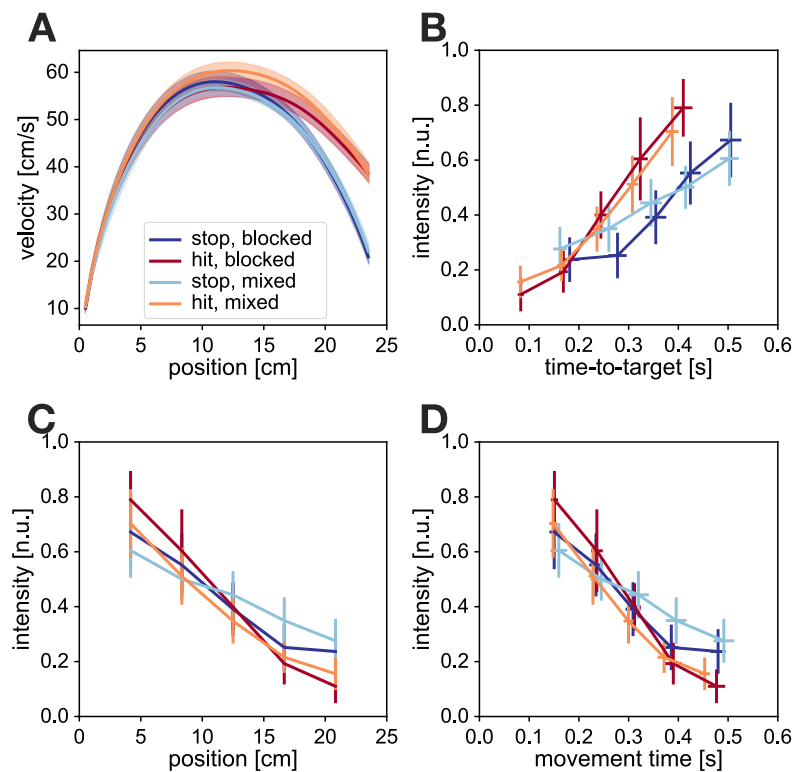 A
velocity [cm/s]
60
50
40
30
20
10
stop, blocked
hit, blocked
stop, mixed
hit, mixed
0 5 10 15 20 25
position [cm]
B
intensity [n.u.]
1.0
0.8
0.6
0.4
0.2
0.0
0.0 0.1 0.2 0.3 0.4 0.5 0.6
time-to-target [s]
C
intensity [n.u.]
1.0
0.8
0.6
0.4
0.2
0.0
0 5 10 15 20 25
position [cm]
D
intensity [n.u.]
1.0
0.8
0.6
0.4
0.2
0.0
0.0 0.1 0.2 0.3 0.4 0.5 0.6
movement time [s]